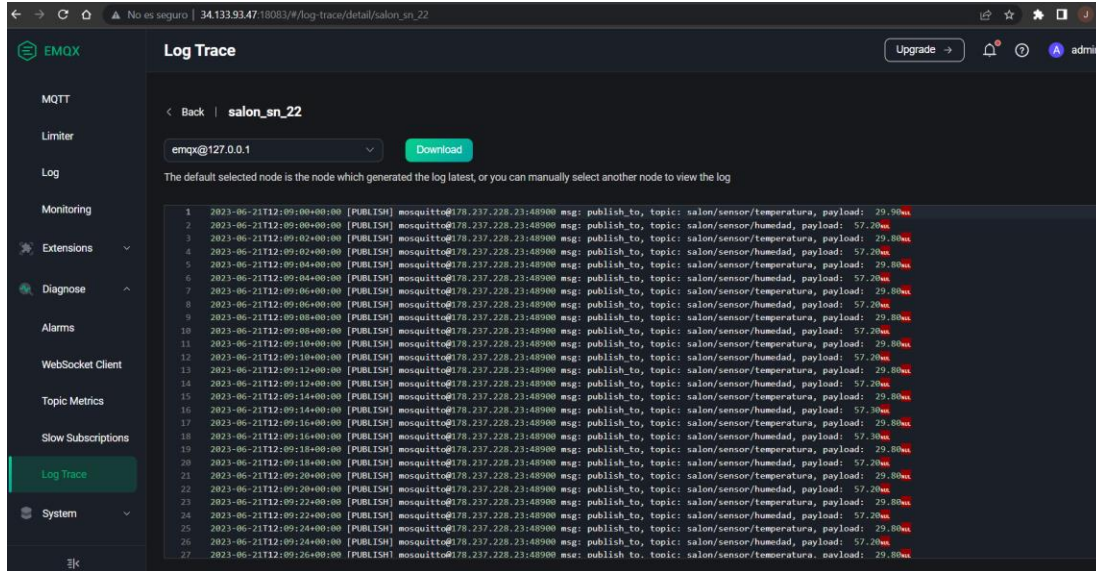 No es seguro | 34.133.93.47:18083/#/log-trace/detail/salon_sn_22
J
EMQX
Log Trace
Upgrade →
A
admin
MQTT
Limiter
Log
Monitoring
Extensions
Diagnose
Alarms
WebSocket Client
Topic Metrics
Slow Subscriptions
Log Trace
System
< Back | salon_sn_22
emqx@127.0.0.1
Download
The default selected node is the node which generated the log latest, or you can manually select another node to view the log
1 2023-06-21T12:09:00+00:00 [PUBLISH] mosquitto@178.237.228.23:48900 msg: publish_to, topic: salon/sensor/temperatura, payload: 29.90NUL
2 2023-06-21T12:09:00+00:00 [PUBLISH] mosquitto@178.237.228.23:48900 msg: publish_to, topic: salon/sensor/humedad, payload: 57.20NUL
3 2023-06-21T12:09:02+00:00 [PUBLISH] mosquitto@178.237.228.23:48900 msg: publish_to, topic: salon/sensor/temperatura, payload: 29.80NUL
4 2023-06-21T12:09:02+00:00 [PUBLISH] mosquitto@178.237.228.23:48900 msg: publish_to, topic: salon/sensor/humedad, payload: 57.20NUL
5 2023-06-21T12:09:04+00:00 [PUBLISH] mosquitto@178.237.228.23:48900 msg: publish_to, topic: salon/sensor/temperatura, payload: 29.80NUL
6 2023-06-21T12:09:04+00:00 [PUBLISH] mosquitto@178.237.228.23:48900 msg: publish_to, topic: salon/sensor/humedad, payload: 57.20NUL
7 2023-06-21T12:09:06+00:00 [PUBLISH] mosquitto@178.237.228.23:48900 msg: publish_to, topic: salon/sensor/temperatura, payload: 29.80NUL
8 2023-06-21T12:09:06+00:00 [PUBLISH] mosquitto@178.237.228.23:48900 msg: publish_to, topic: salon/sensor/humedad, payload: 57.20NUL
9 2023-06-21T12:09:08+00:00 [PUBLISH] mosquitto@178.237.228.23:48900 msg: publish_to, topic: salon/sensor/temperatura, payload: 29.80NUL
10 2023-06-21T12:09:08+00:00 [PUBLISH] mosquitto@178.237.228.23:48900 msg: publish_to, topic: salon/sensor/humedad, payload: 57.20NUL
11 2023-06-21T12:09:10+00:00 [PUBLISH] mosquitto@178.237.228.23:48900 msg: publish_to, topic: salon/sensor/temperatura, payload: 29.80NUL
12 2023-06-21T12:09:10+00:00 [PUBLISH] mosquitto@178.237.228.23:48900 msg: publish_to, topic: salon/sensor/humedad, payload: 57.20NUL
13 2023-06-21T12:09:12+00:00 [PUBLISH] mosquitto@178.237.228.23:48900 msg: publish_to, topic: salon/sensor/temperatura, payload: 29.80NUL
14 2023-06-21T12:09:12+00:00 [PUBLISH] mosquitto@178.237.228.23:48900 msg: publish_to, topic: salon/sensor/humedad, payload: 57.20NUL
15 2023-06-21T12:09:14+00:00 [PUBLISH] mosquitto@178.237.228.23:48900 msg: publish_to, topic: salon/sensor/temperatura, payload: 29.80NUL
16 2023-06-21T12:09:14+00:00 [PUBLISH] mosquitto@178.237.228.23:48900 msg: publish_to, topic: salon/sensor/humedad, payload: 57.30NUL
17 2023-06-21T12:09:16+00:00 [PUBLISH] mosquitto@178.237.228.23:48900 msg: publish_to, topic: salon/sensor/temperatura, payload: 29.80NUL
18 2023-06-21T12:09:16+00:00 [PUBLISH] mosquitto@178.237.228.23:48900 msg: publish_to, topic: salon/sensor/humedad, payload: 57.30NUL
19 2023-06-21T12:09:18+00:00 [PUBLISH] mosquitto@178.237.228.23:48900 msg: publish_to, topic: salon/sensor/temperatura, payload: 29.80NUL
20 2023-06-21T12:09:18+00:00 [PUBLISH] mosquitto@178.237.228.23:48900 msg: publish_to, topic: salon/sensor/humedad, payload: 57.20NUL
21 2023-06-21T12:09:20+00:00 [PUBLISH] mosquitto@178.237.228.23:48900 msg: publish_to, topic: salon/sensor/temperatura, payload: 29.80NUL
22 2023-06-21T12:09:20+00:00 [PUBLISH] mosquitto@178.237.228.23:48900 msg: publish_to, topic: salon/sensor/humedad, payload: 57.20NUL
23 2023-06-21T12:09:22+00:00 [PUBLISH] mosquitto@178.237.228.23:48900 msg: publish_to, topic: salon/sensor/temperatura, payload: 29.80NUL
24 2023-06-21T12:09:22+00:00 [PUBLISH] mosquitto@178.237.228.23:48900 msg: publish_to, topic: salon/sensor/humedad, payload: 57.20NUL
25 2023-06-21T12:09:24+00:00 [PUBLISH] mosquitto@178.237.228.23:48900 msg: publish_to, topic: salon/sensor/temperatura, payload: 29.80NUL
26 2023-06-21T12:09:24+00:00 [PUBLISH] mosquitto@178.237.228.23:48900 msg: publish_to, topic: salon/sensor/humedad, payload: 57.20NUL
27 2023-06-21T12:09:26+00:00 [PUBLISH] mosquitto@178.237.228.23:48900 msg: publish_to, topic: salon/sensor/temperatura, payload: 29.80NUL